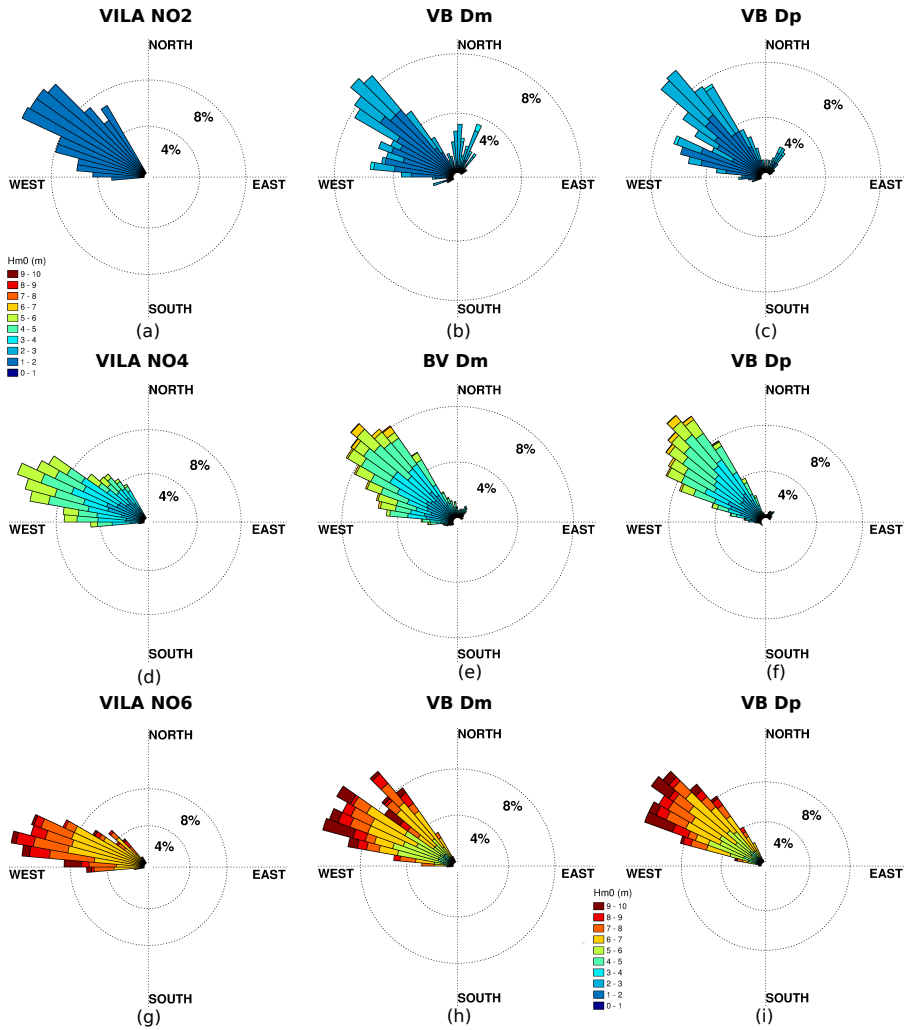 VILA NO2 VB Dm VB Dp
NORTH NORTH NORTH
8% 8% 8%
4% 4% 4%
WEST EAST WEST EAST WEST EAST
Hm0 (m)
9 - 10
8 - 9
7 - 8
6 - 7
5 - 6
4 - 5
3 - 4
2 - 3
1 - 2
0 - 1
SOUTH SOUTH SOUTH
(a) (b) (c)
VILA NO4 BV Dm VB Dp
NORTH NORTH NORTH
8% 8% 8%
4% 4% 4%
WEST EAST WEST EAST WEST EAST
SOUTH SOUTH SOUTH
(d) (e) (f)
VILA NO6 VB Dm VB Dp
NORTH NORTH NORTH
8% 8% 8%
4% 4% 4%
WEST EAST WEST EAST WEST EAST
Hm0 (m)
9 - 10
8 - 9
7 - 8
6 - 7
5 - 6
4 - 5
3 - 4
2 - 3
1 - 2
0 - 1
SOUTH SOUTH SOUTH
(g) (h) (i)